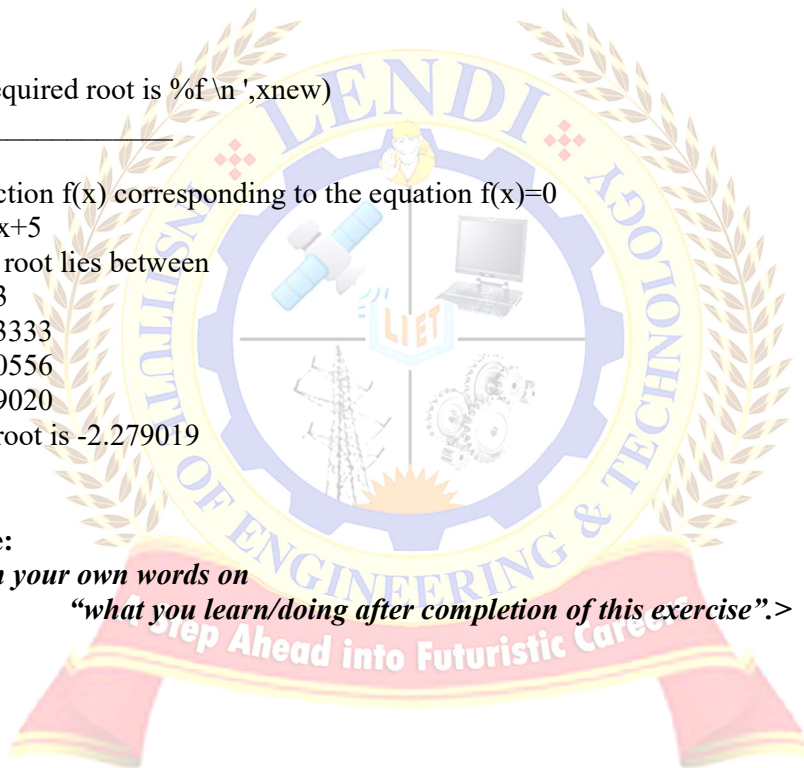 equired root is %f \n ',xnew)
ction f(x) corresponding to the equation f(x)=0
x+5
root lies between
3
3333
0556
9020
root is -2.279019
e:
n your own words on
“what you learn/doing after completion of this exercise”.>
LENDI
INSTITUTE OF ENGINEERING & TECHNOLOGY
LIET
A Step Ahead into Futuristic Careers